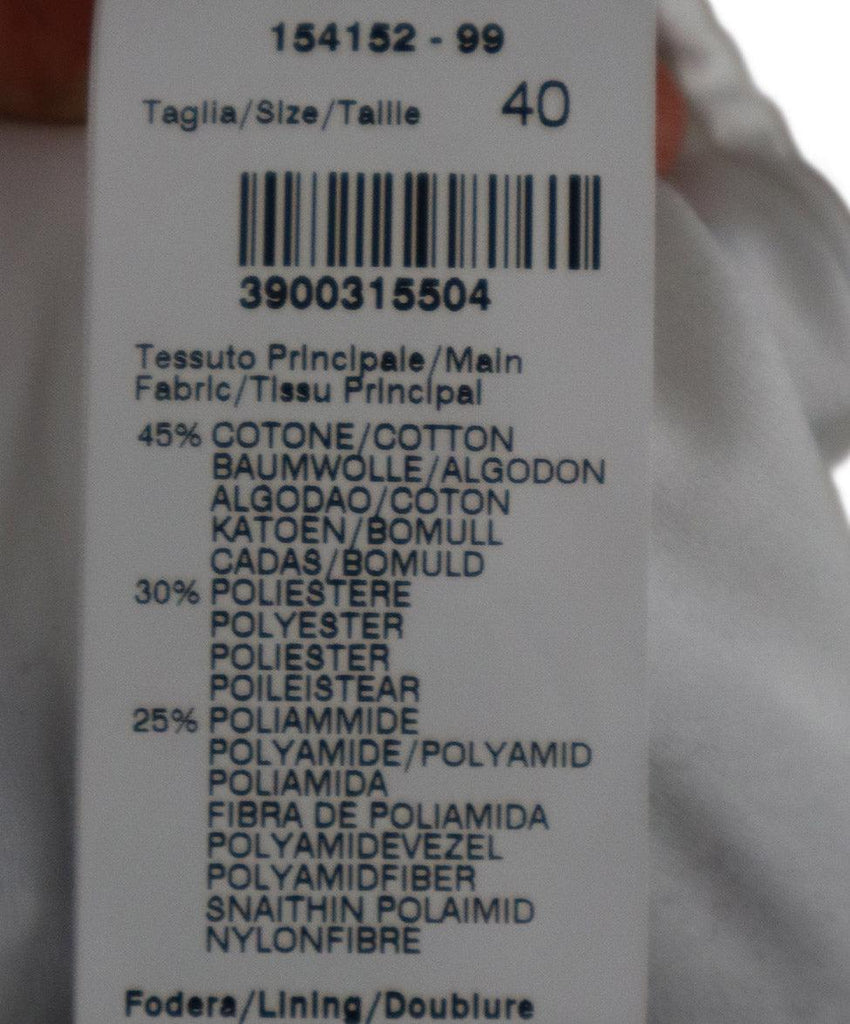 154152 - 99
Taglia/Size/Taille 40
3900315504
Tessuto Principale/Main
Fabric/Tissu Principal
45% COTONE/COTTON
BAUMWOLLE/ALGODON
ALGODAO/COTON
KATOEN/BOMULL
CADAS/BOMULD
30% POLIESTERE
POLYESTER
POLIESTER
POILEISTEAR
25% POLIAMMIDE
POLYAMIDE/POLYAMID
POLIAMIDA
FIBRA DE POLIAMIDA
POLYAMIDEVEZEL
POLYAMIDFIBER
SNAITHIN POLAIMID
NYLONFIBRE
Fodera/Lining/Doublure